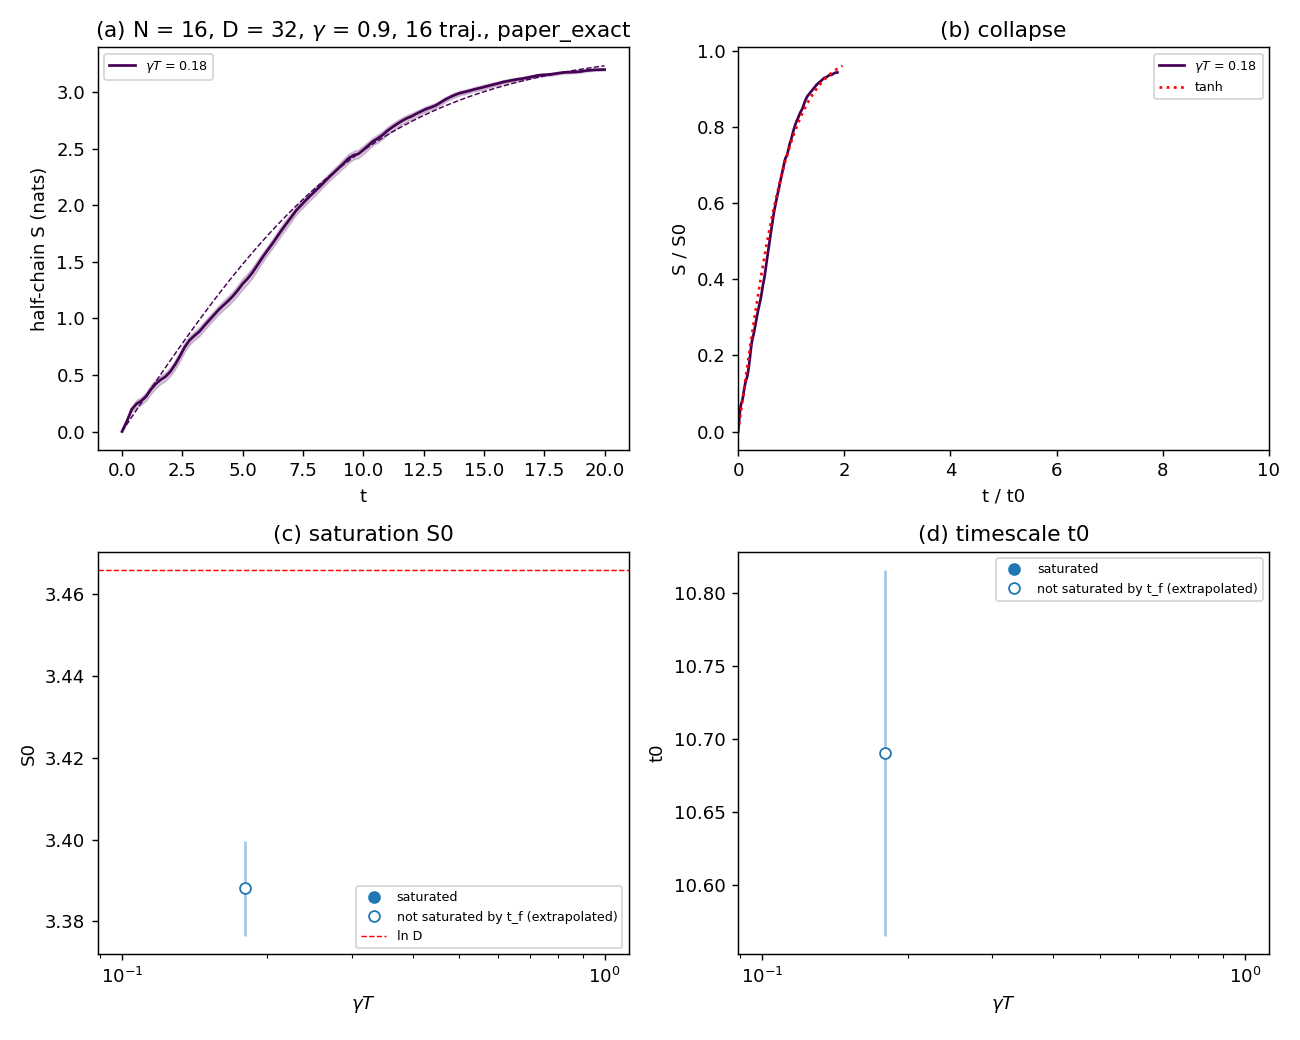 (a) N = 16, D = 32, γ = 0.9, 16 traj., paper_exact
γT = 0.18
half-chain S (nats)
3.0
2.5
2.0
1.5
1.0
0.5
0.0
0.0 2.5 5.0 7.5 10.0 12.5 15.0 17.5 20.0
t
(b) collapse
γT = 0.18
tanh
S / S0
1.0
0.8
0.6
0.4
0.2
0.0
0 2 4 6 8 10
t / t0
(c) saturation S0
S0
3.46
3.44
3.42
3.40
3.38
saturated
not saturated by t_f (extrapolated)
ln D
10⁻¹ 10⁰
γT
(d) timescale t0
saturated
not saturated by t_f (extrapolated)
t0
10.80
10.75
10.70
10.65
10.60
10⁻¹ 10⁰
γT